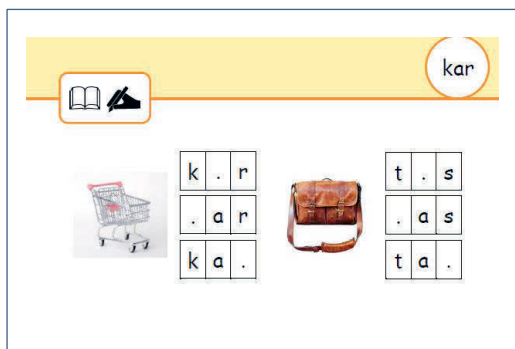 kar
k . r
. a r
k a .
t . s
. a s
t a .